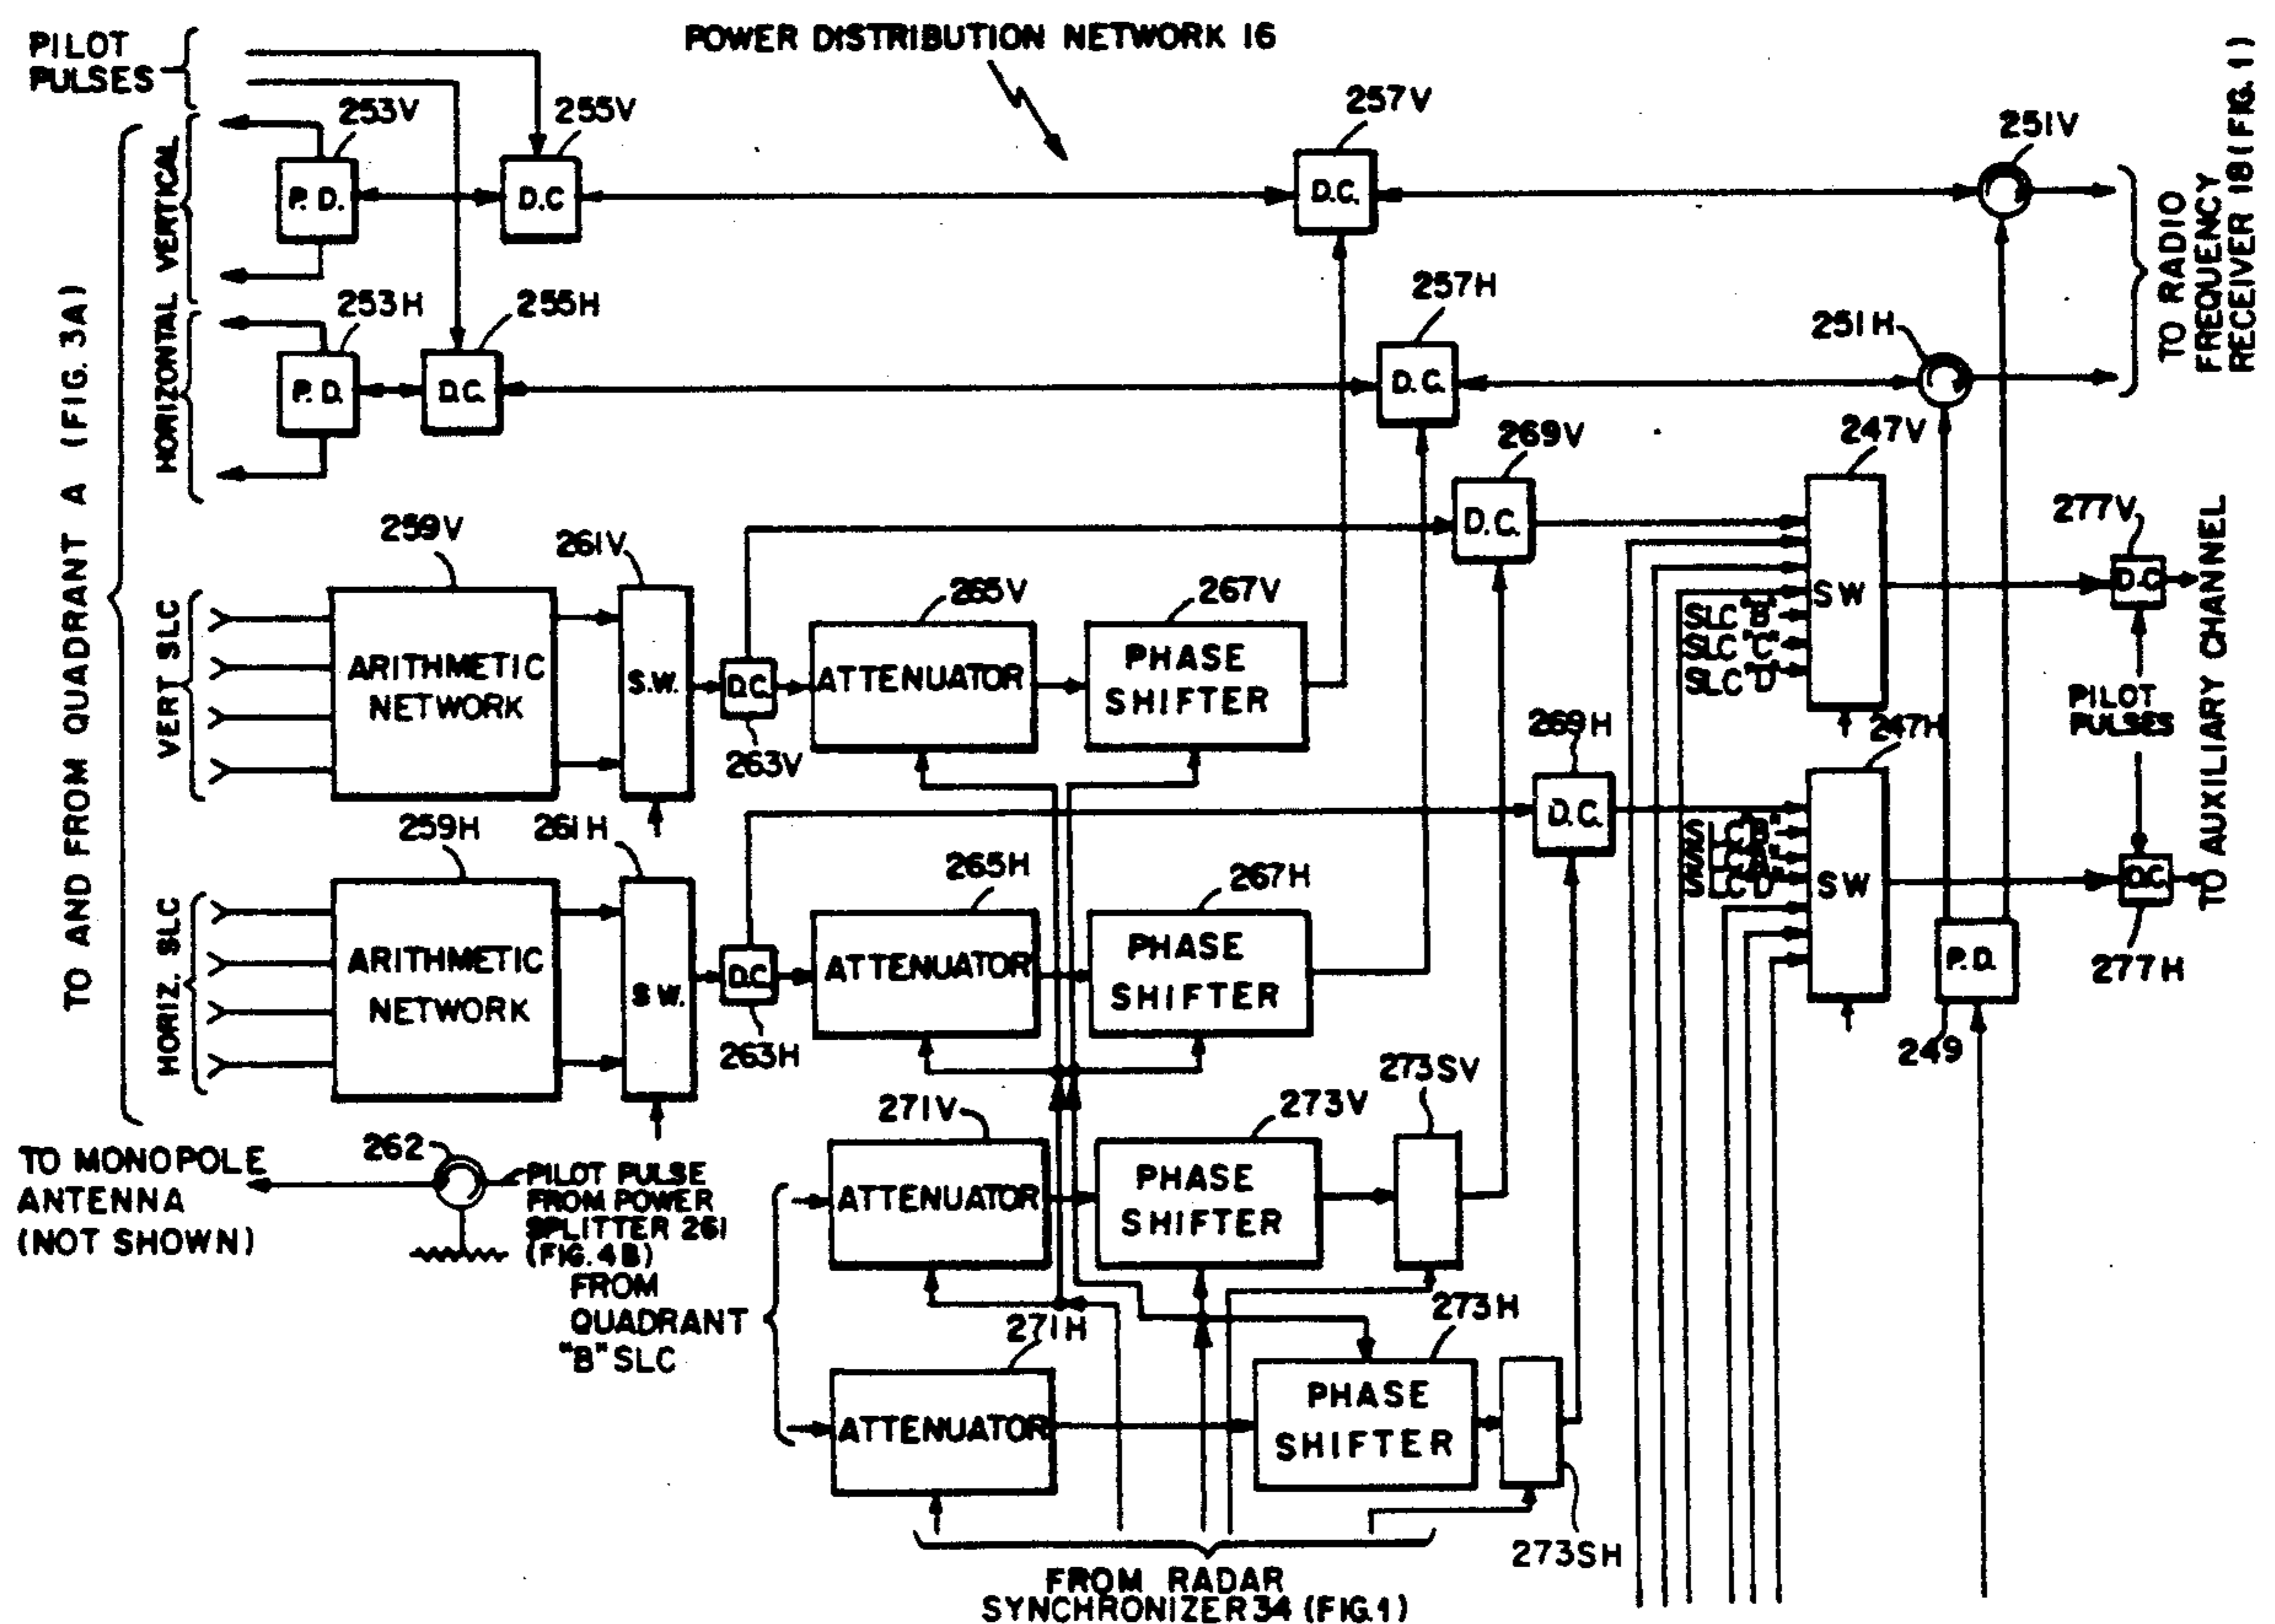 POWER DISTRIBUTION NETWORK 16
PILOT
PULSES
253V
255V
257V
251V
P.D.
D.C
D.C.
TO RADIO
FREQUENCY
RECEIVER 18 (FIG. 1)
VERTICAL
HORIZONTAL
TO AND FROM QUADRANT A (FIG. 3A)
253H
255H
257H
251H
P.D.
D.C.
D.C.
269V
247V
D.C.
277V
D.C.
SW
SLC "B"
SLC "C"
SLC "D"
PILOT
PULSES
TO AUXILIARY CHANNEL
259V
261V
265V
267V
VERT SLC
ARITHMETIC
NETWORK
S.W.
D.C.
ATTENUATOR
PHASE
SHIFTER
263V
269H
247H
D.C.
SLC "B"
SLC "A"
SLC "D"
SW
D.C.
277H
259H
261H
265H
267H
HORIZ. SLC
ARITHMETIC
NETWORK
S.W.
D.C.
ATTENUATOR
PHASE
SHIFTER
263H
P.D.
249
271V
273V
273SV
TO MONOPOLE
ANTENNA
(NOT SHOWN)
262
PILOT PULSE
FROM POWER
SPLITTER 261
(FIG. 4B)
ATTENUATOR
PHASE
SHIFTER
FROM
QUADRANT
"B" SLC
271H
273H
ATTENUATOR
PHASE
SHIFTER
273SH
FROM RADAR
SYNCHRONIZER 34 (FIG. 1)